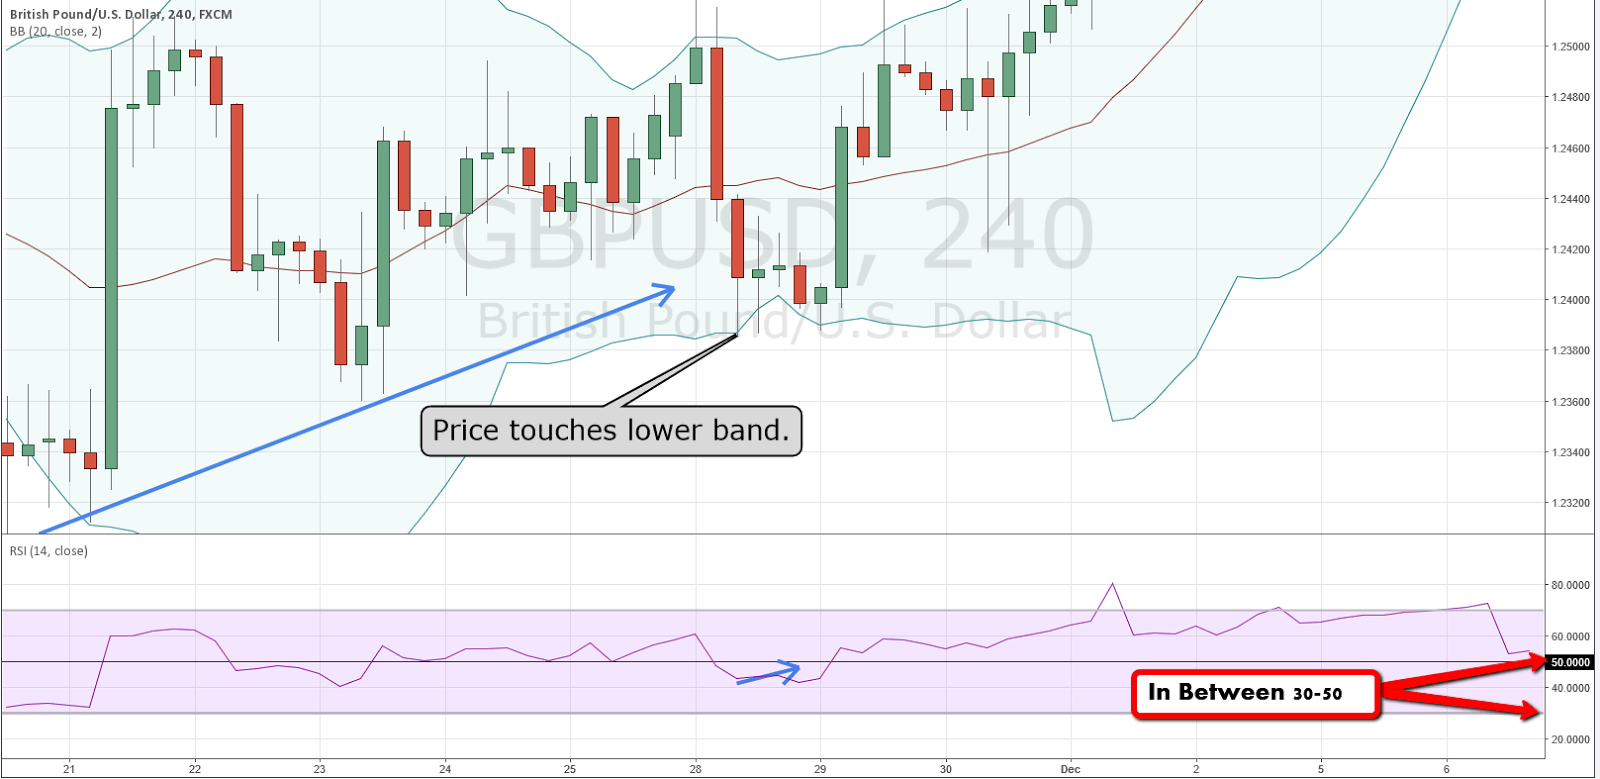 British Pound/U.S. Dollar, 240, FXCM
BB (20, close, 2)
1.25000
1.24800
1.24600
1.24400
1.24200
1.24000
1.23800
1.23600
1.23400
1.23200
GBPUSD, 240
British Pound/U.S. Dollar
Price touches lower band.
RSI (14, close)
80.0000
60.0000
50.0000
40.0000
20.0000
In Between 30-50
21 22 23 24 25 28 29 30 Dec 2 5 6